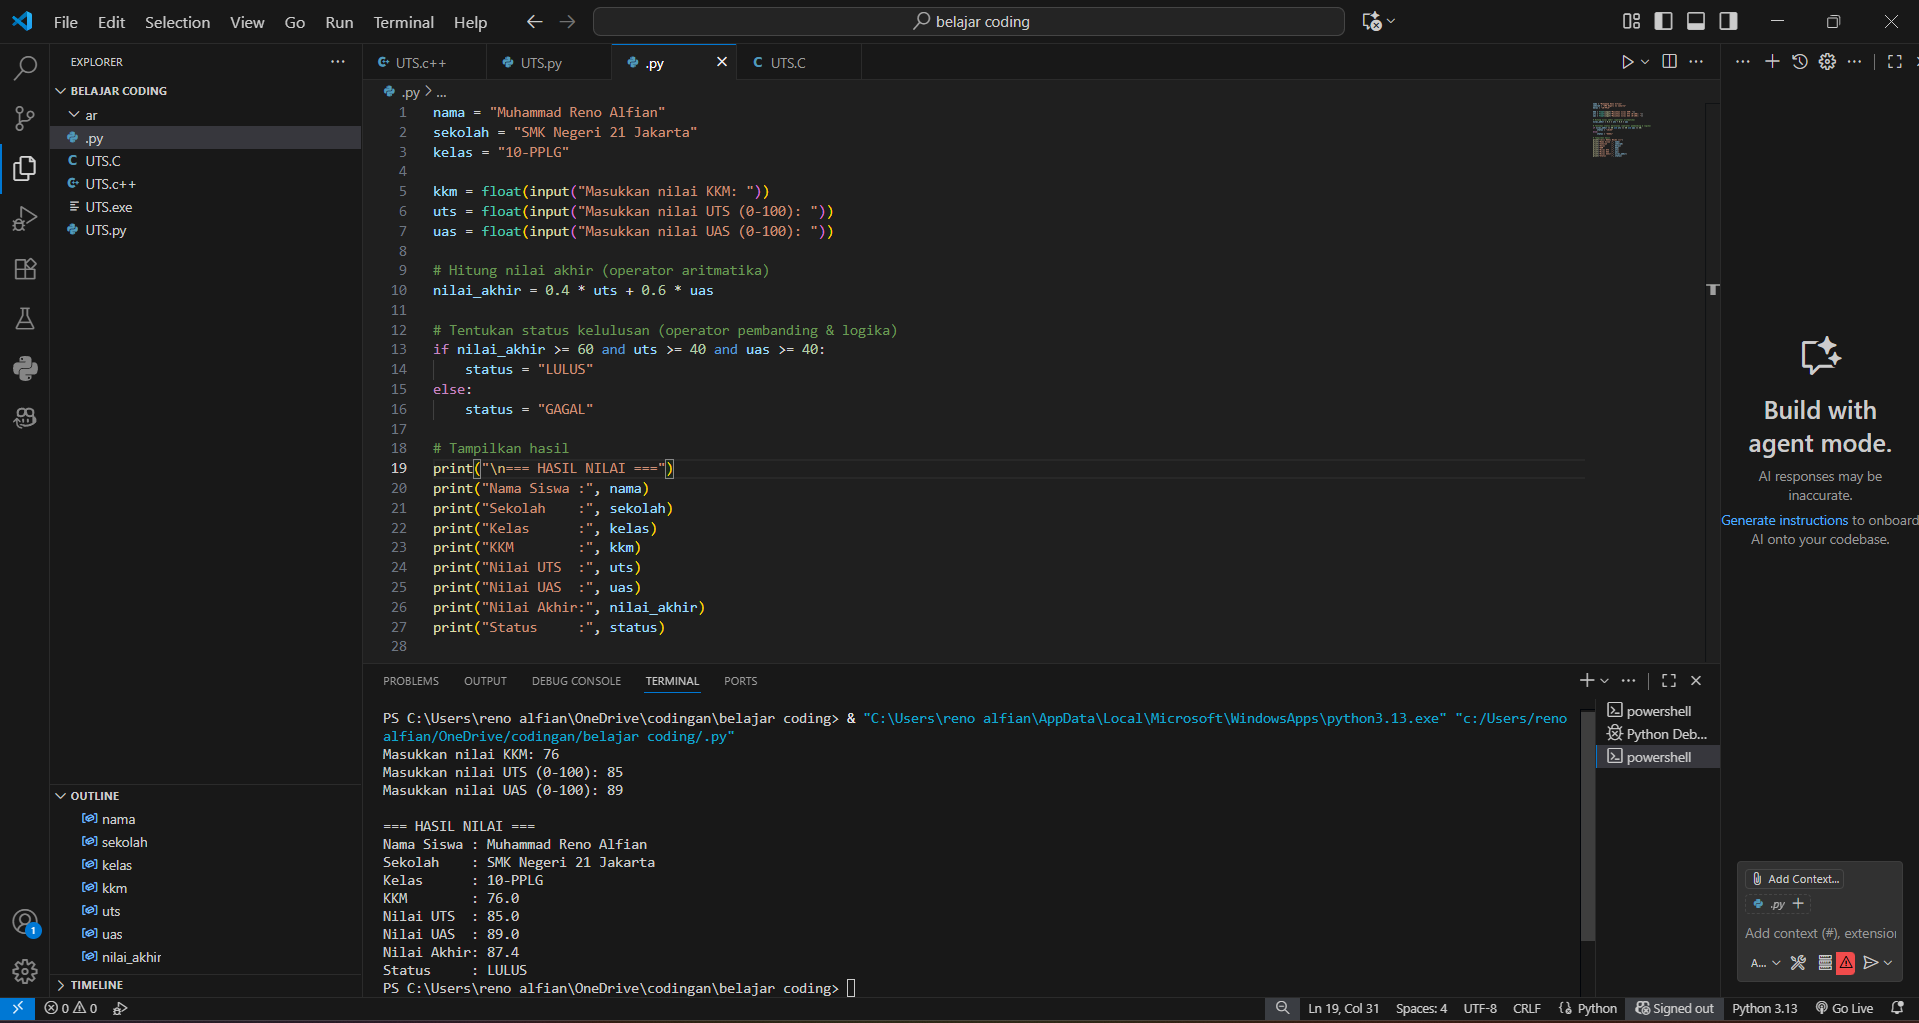 File Edit Selection View Go Run Terminal Help
belajar coding
EXPLORER
BELAJAR CODING
ar
.py
UTS.C
UTS.c++
UTS.exe
UTS.py
UTS.c++
UTS.py
.py
UTS.C
.py > ...
1 nama = "Muhammad Reno Alfian"
2 sekolah = "SMK Negeri 21 Jakarta"
3 kelas = "10-PPLG"
4
5 kkm = float(input("Masukkan nilai KKM: "))
6 uts = float(input("Masukkan nilai UTS (0-100): "))
7 uas = float(input("Masukkan nilai UAS (0-100): "))
8
9 # Hitung nilai akhir (operator aritmatika)
10 nilai_akhir = 0.4 * uts + 0.6 * uas
11
12 # Tentukan status kelulusan (operator pembanding & logika)
13 if nilai_akhir >= 60 and uts >= 40 and uas >= 40:
14     status = "LULUS"
15 else:
16     status = "GAGAL"
17
18 # Tampilkan hasil
19 print("\n=== HASIL NILAI ===")
20 print("Nama Siswa :", nama)
21 print("Sekolah    :", sekolah)
22 print("Kelas      :", kelas)
23 print("KKM        :", kkm)
24 print("Nilai UTS  :", uts)
25 print("Nilai UAS  :", uas)
26 print("Nilai Akhir:", nilai_akhir)
27 print("Status     :", status)
28
Build with
agent mode.
AI responses may be
inaccurate.
Generate instructions to onboard
AI onto your codebase.
PROBLEMS OUTPUT DEBUG CONSOLE TERMINAL PORTS
PS C:\Users\reno alfian\OneDrive\codingan\belajar coding> & "C:\Users\reno alfian\AppData\Local\Microsoft\WindowsApps\python3.13.exe" "c:/Users/reno
alfian/OneDrive/codingan/belajar coding/.py"
Masukkan nilai KKM: 76
Masukkan nilai UTS (0-100): 85
Masukkan nilai UAS (0-100): 89
=== HASIL NILAI ===
Nama Siswa : Muhammad Reno Alfian
Sekolah    : SMK Negeri 21 Jakarta
Kelas      : 10-PPLG
KKM        : 76.0
Nilai UTS  : 85.0
Nilai UAS  : 89.0
Nilai Akhir: 87.4
Status     : LULUS
PS C:\Users\reno alfian\OneDrive\codingan\belajar coding>
powershell
Python Deb...
powershell
OUTLINE
nama
sekolah
kelas
kkm
uts
uas
nilai_akhir
TIMELINE
1
Add Context...
.py
Add context (#), extension
A...
0 0
Ln 19, Col 31 Spaces: 4 UTF-8 CRLF {} Python Signed out Python 3.13 Go Live